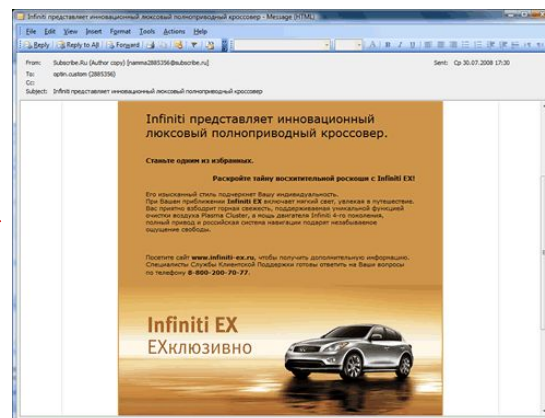 Infiniti представляет инновационный люксовый полноприводный кроссовер - Message (HTML)
File Edit View Insert Format Tools Actions Help
Reply Reply to All Forward
From: Subscribe.Ru (Author copy) [namma2885356@subscribe.ru] Sent: Ср 30.07.2008 17:30
To: optin.custom (2885356)
Cc:
Subject: Infiniti представляет инновационный люксовый полноприводный кроссовер
Infiniti представляет инновационный
люксовый полноприводный кроссовер.
Станьте одним из избранных.
Раскройте тайну восхитительной роскоши с Infiniti EX!
Его изысканный стиль подчеркнет Вашу индивидуальность.
При Вашем приближении Infiniti EX включает мягкий свет, увлекая в путешествие.
Вас приятно взбодрит горная свежесть, поддерживаемая уникальной функцией
очистки воздуха Plasma Cluster, а мощь двигателя Infiniti 4-го поколения,
полный привод и российская система навигации подарят незабываемое
ощущение свободы.
Посетите сайт www.infiniti-ex.ru, чтобы получить дополнительную информацию.
Специалисты Службы Клиентской Поддержки готовы ответить на Ваши вопросы
по телефону 8-800-200-70-77.
Infiniti EX
EXклюзивно